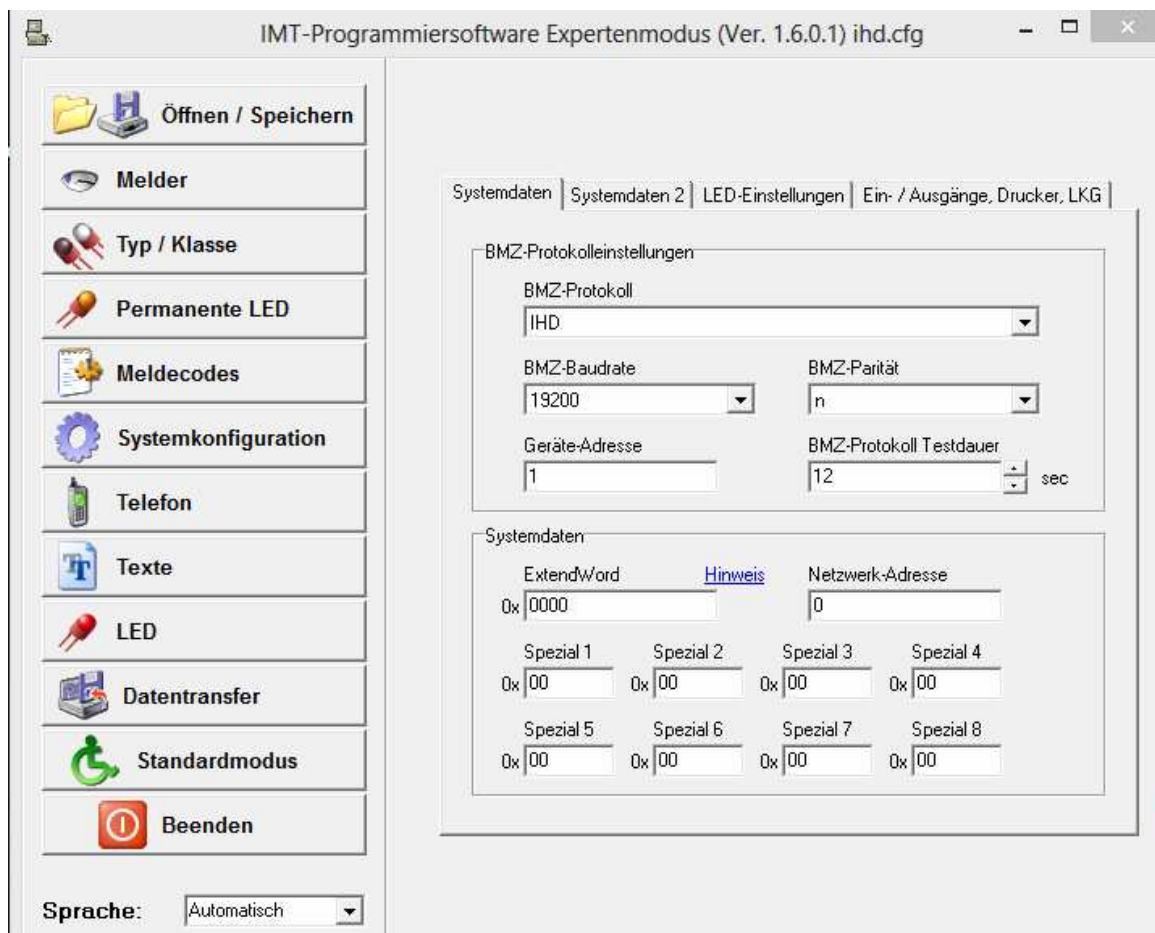 IMT-Programmiersoftware Expertenmodus (Ver. 1.6.0.1) ihd.cfg
Öffnen / Speichern
Melder
Typ / Klasse
Permanente LED
Meldecodes
Systemkonfiguration
Telefon
Texte
LED
Datentransfer
Standardmodus
Beenden
Sprache: Automatisch
Systemdaten Systemdaten 2 LED-Einstellungen Ein- / Ausgänge, Drucker, LKG
BMZ-Protokolleinstellungen
BMZ-Protokoll
IHD
BMZ-Baudrate BMZ-Parität
19200 n
Geräte-Adresse BMZ-Protokoll Testdauer
1 12 sec
Systemdaten
ExtendWord Hinweis Netzwerk-Adresse
0x 0000 0
Spezial 1 Spezial 2 Spezial 3 Spezial 4
0x 00 0x 00 0x 00 0x 00
Spezial 5 Spezial 6 Spezial 7 Spezial 8
0x 00 0x 00 0x 00 0x 00